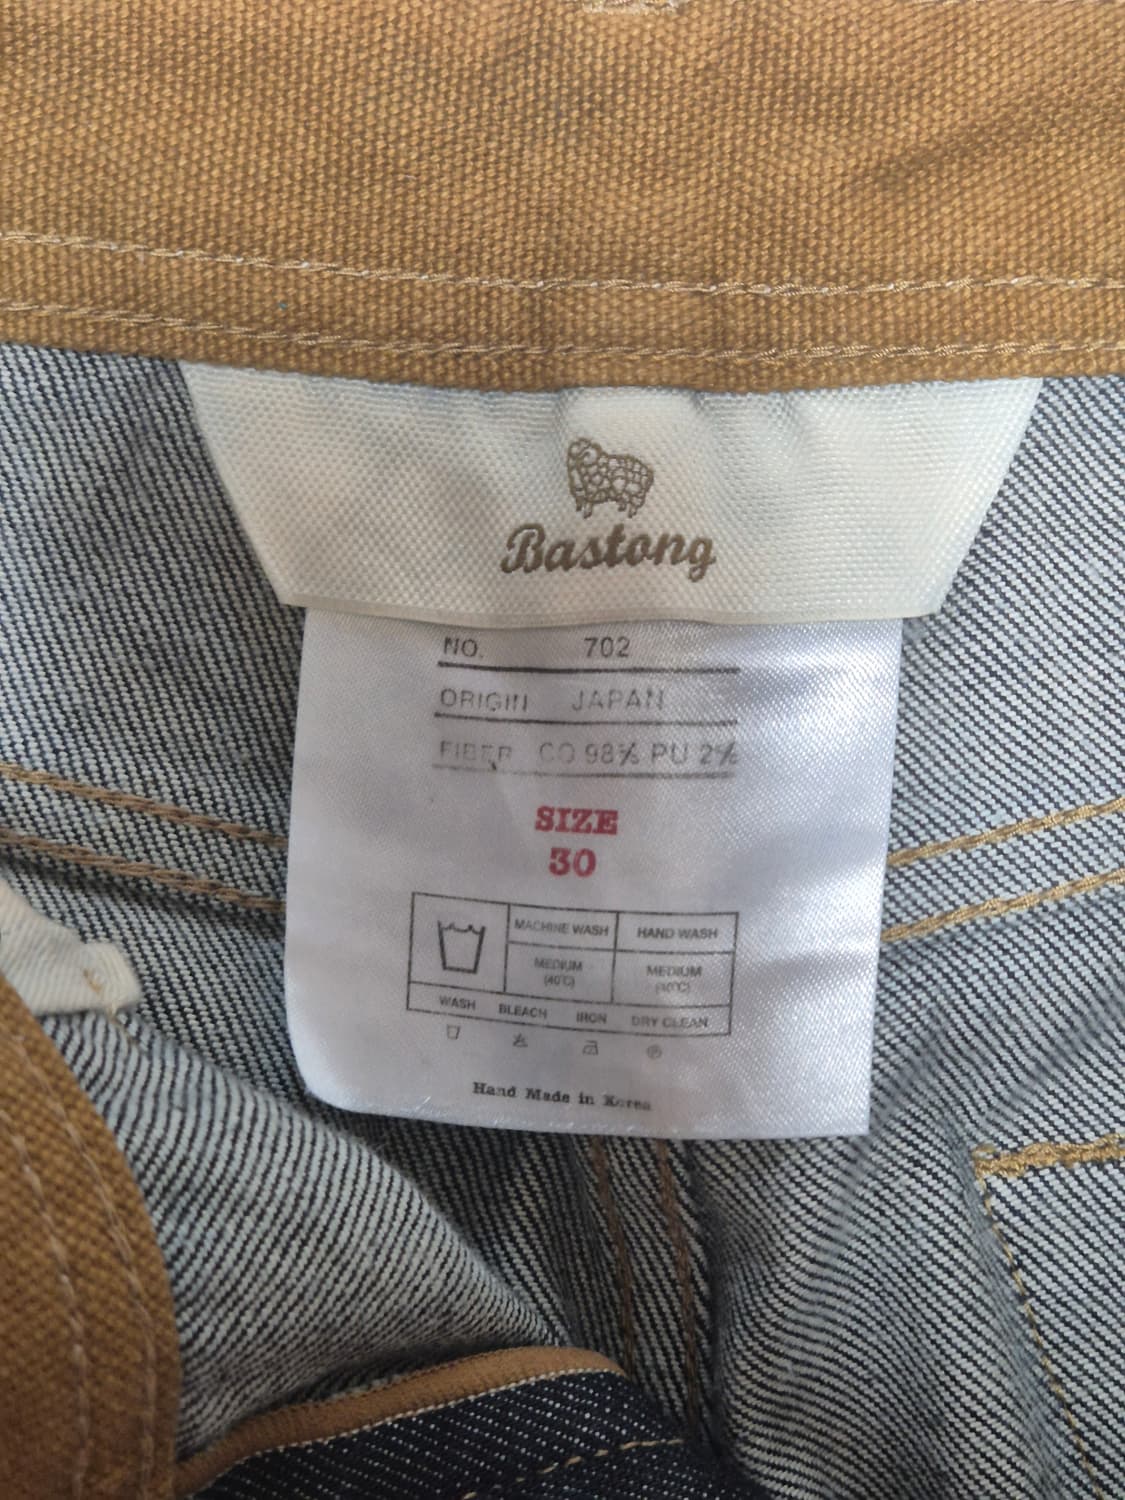 Bastong
NO. 702
ORIGIN JAPAN
FIBER CO 98% PU 2%
SIZE
30
MACHINE WASH HAND WASH
MEDIUM MEDIUM
(40°C) (40°C)
WASH BLEACH IRON DRY CLEAN
Hand Made in Korea